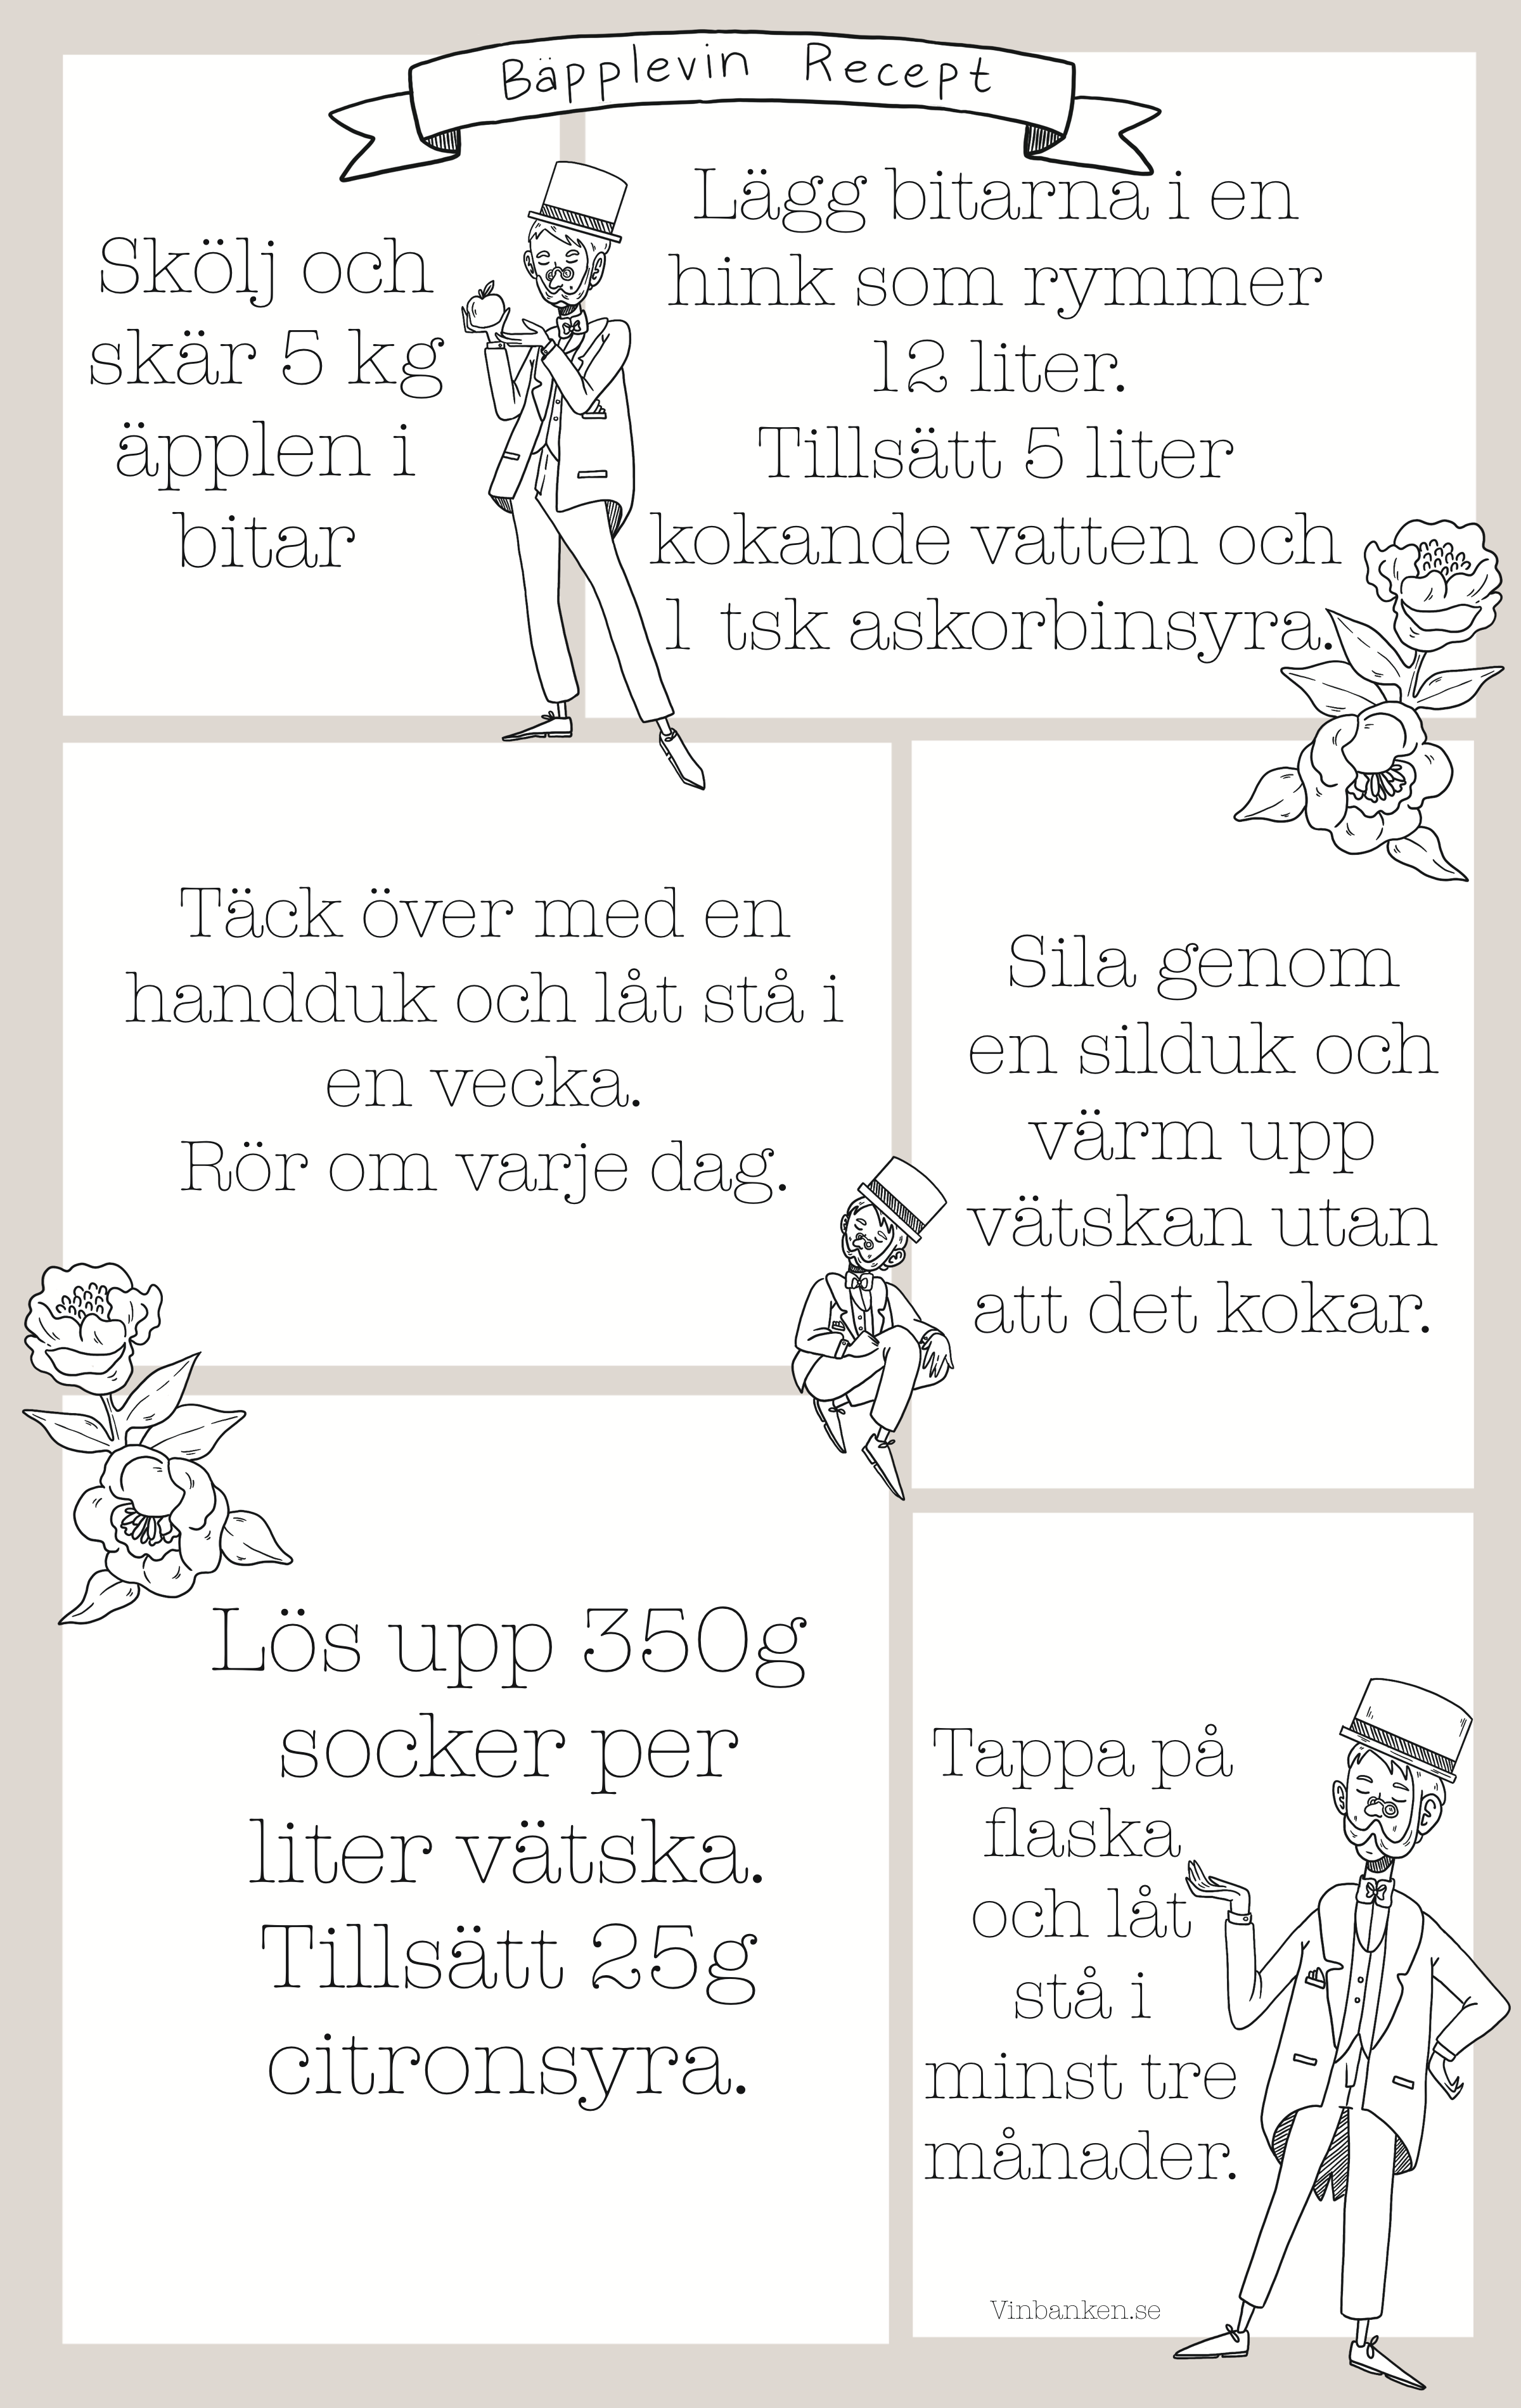 Bäpplevin Recept
Skölj och
skär 5 kg
äpplen i
bitar
Lägg bitarna i en
hink som rymmer
12 liter.
Tillsätt 5 liter
kokande vatten och
1 tsk askorbinsyra.
Täck över med en
handduk och låt stå i
en vecka.
Rör om varje dag.
Sila genom
en silduk och
värm upp
vätskan utan
att det kokar.
Lös upp 350g
socker per
liter vätska.
Tillsätt 25g
citronsyra.
Tappa på
flaska
och låt
stå i
minst tre
månader.
Vinbanken.se